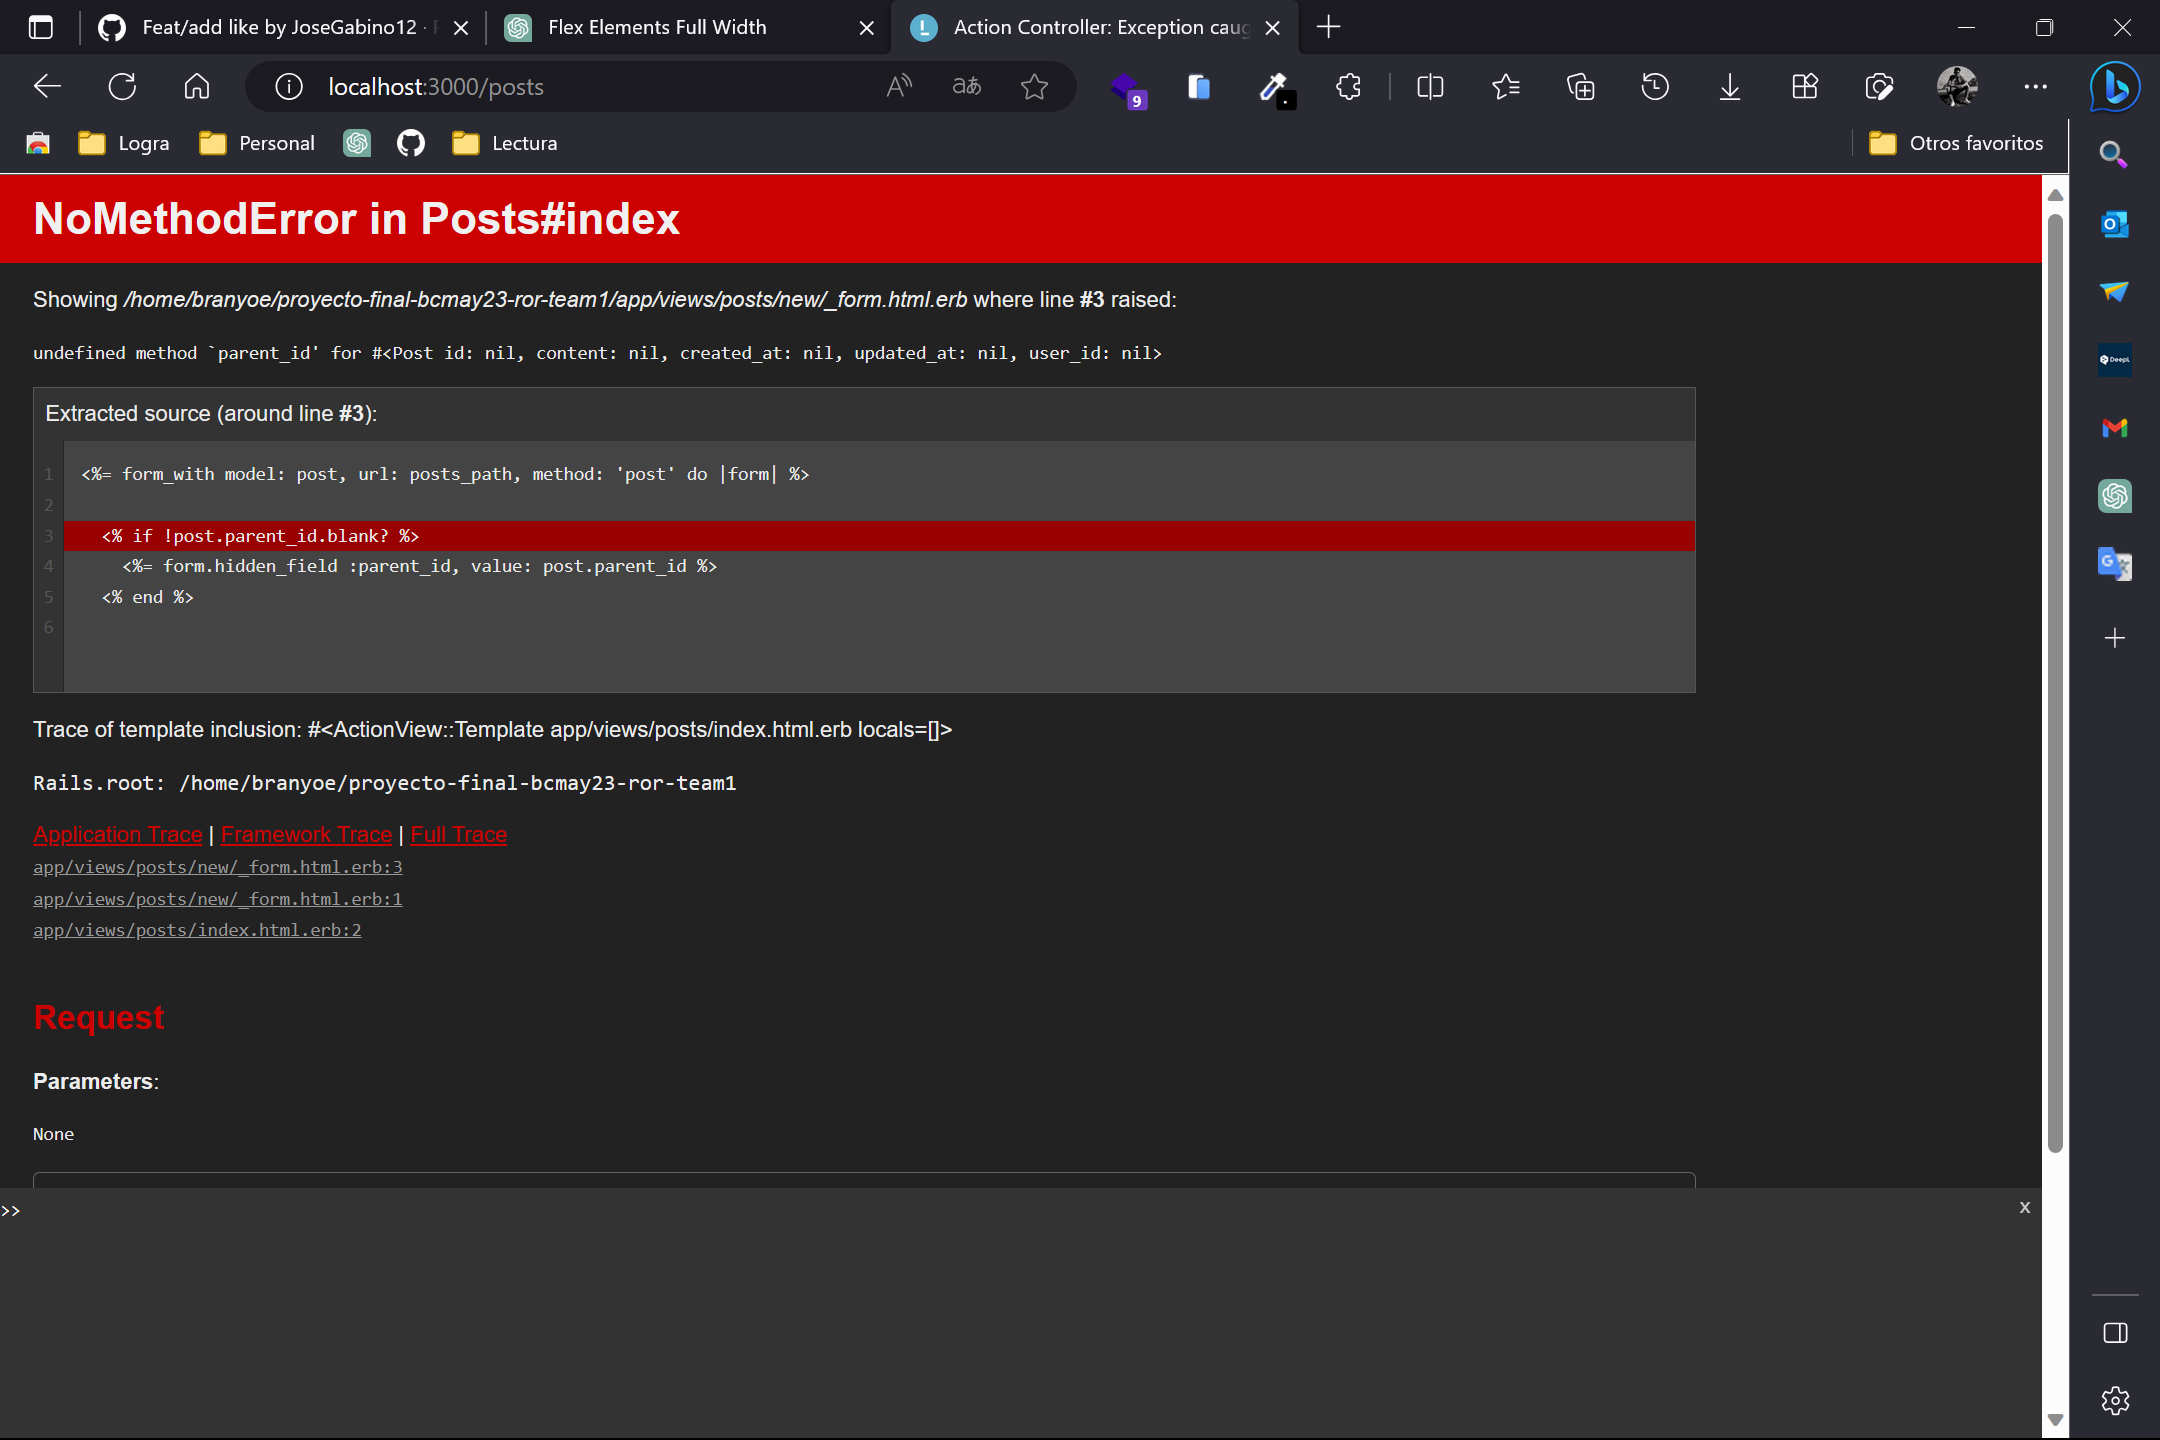 Feat/add like by JoseGabino12 ·
Flex Elements Full Width
Action Controller: Exception caug
localhost:3000/posts
9
Logra
Personal
Lectura
Otros favoritos
NoMethodError in Posts#index
Showing /home/branyoe/proyecto-final-bcmay23-ror-team1/app/views/posts/new/_form.html.erb where line #3 raised:
undefined method `parent_id' for #<Post id: nil, content: nil, created_at: nil, updated_at: nil, user_id: nil>
Extracted source (around line #3):
1 <%= form_with model: post, url: posts_path, method: 'post' do |form| %>
2
3 <% if !post.parent_id.blank? %>
4 <%= form.hidden_field :parent_id, value: post.parent_id %>
5 <% end %>
6
Trace of template inclusion: #<ActionView::Template app/views/posts/index.html.erb locals=[]>
Rails.root: /home/branyoe/proyecto-final-bcmay23-ror-team1
Application Trace | Framework Trace | Full Trace
app/views/posts/new/_form.html.erb:3
app/views/posts/new/_form.html.erb:1
app/views/posts/index.html.erb:2
Request
Parameters:
None
>>
x
DeepL